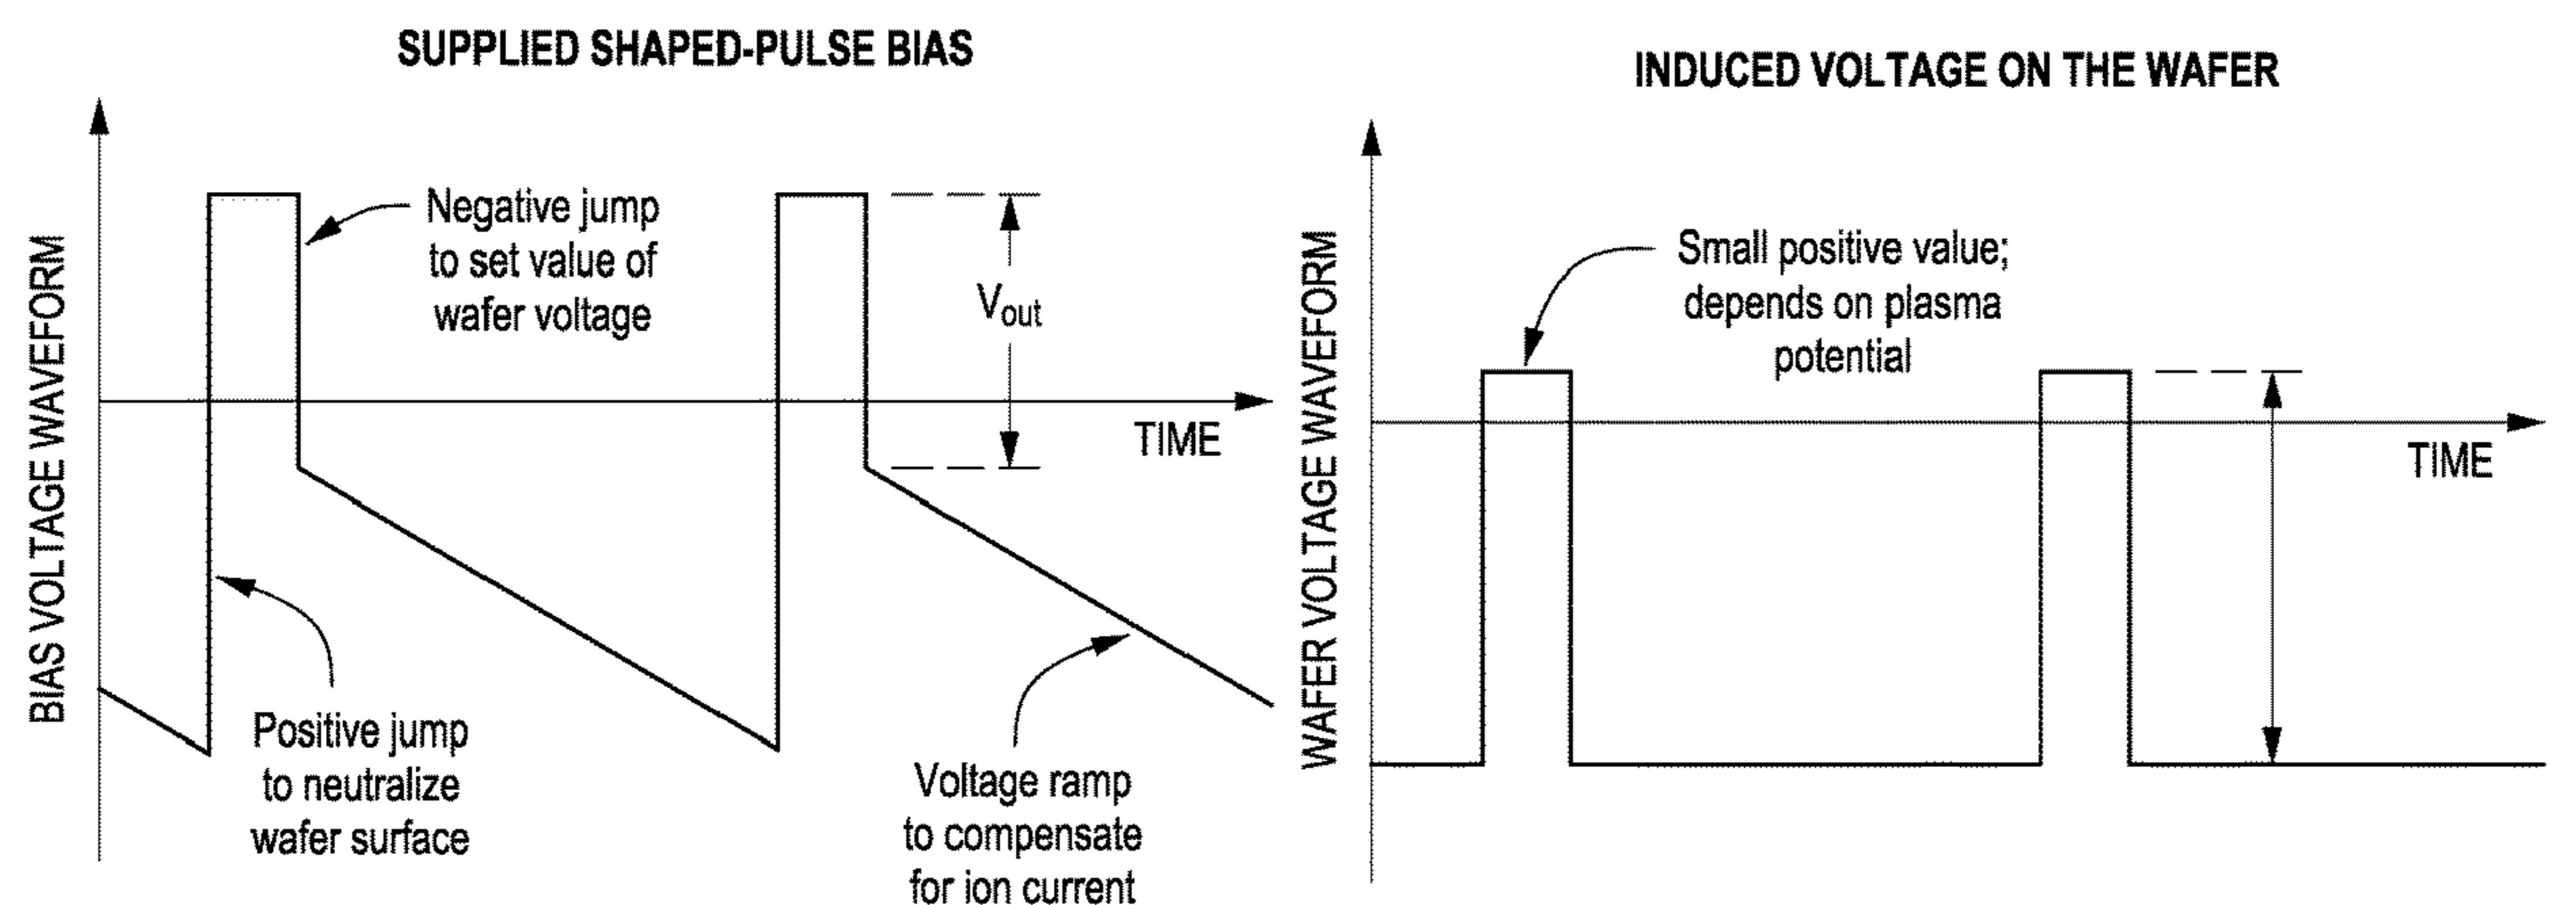 SUPPLIED SHAPED-PULSE BIAS
BIAS VOLTAGE WAVEFORM
Negative jump
to set value of
wafer voltage
Vout
TIME
Positive jump
to neutralize
wafer surface
Voltage ramp
to compensate
for ion current
INDUCED VOLTAGE ON THE WAFER
WAFER VOLTAGE WAVEFORM
Small positive value;
depends on plasma
potential
TIME